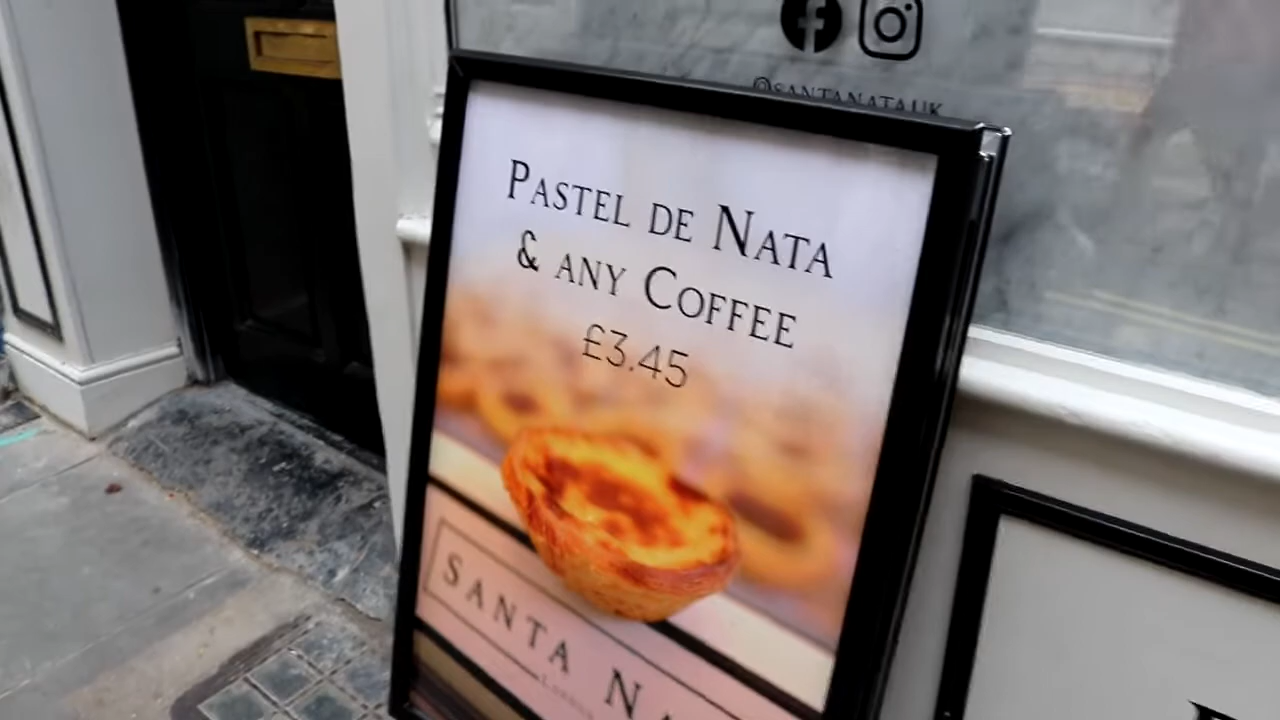 @SANTANATAUK
PASTEL DE NATA
& ANY COFFEE
£3.45
SANTA NA